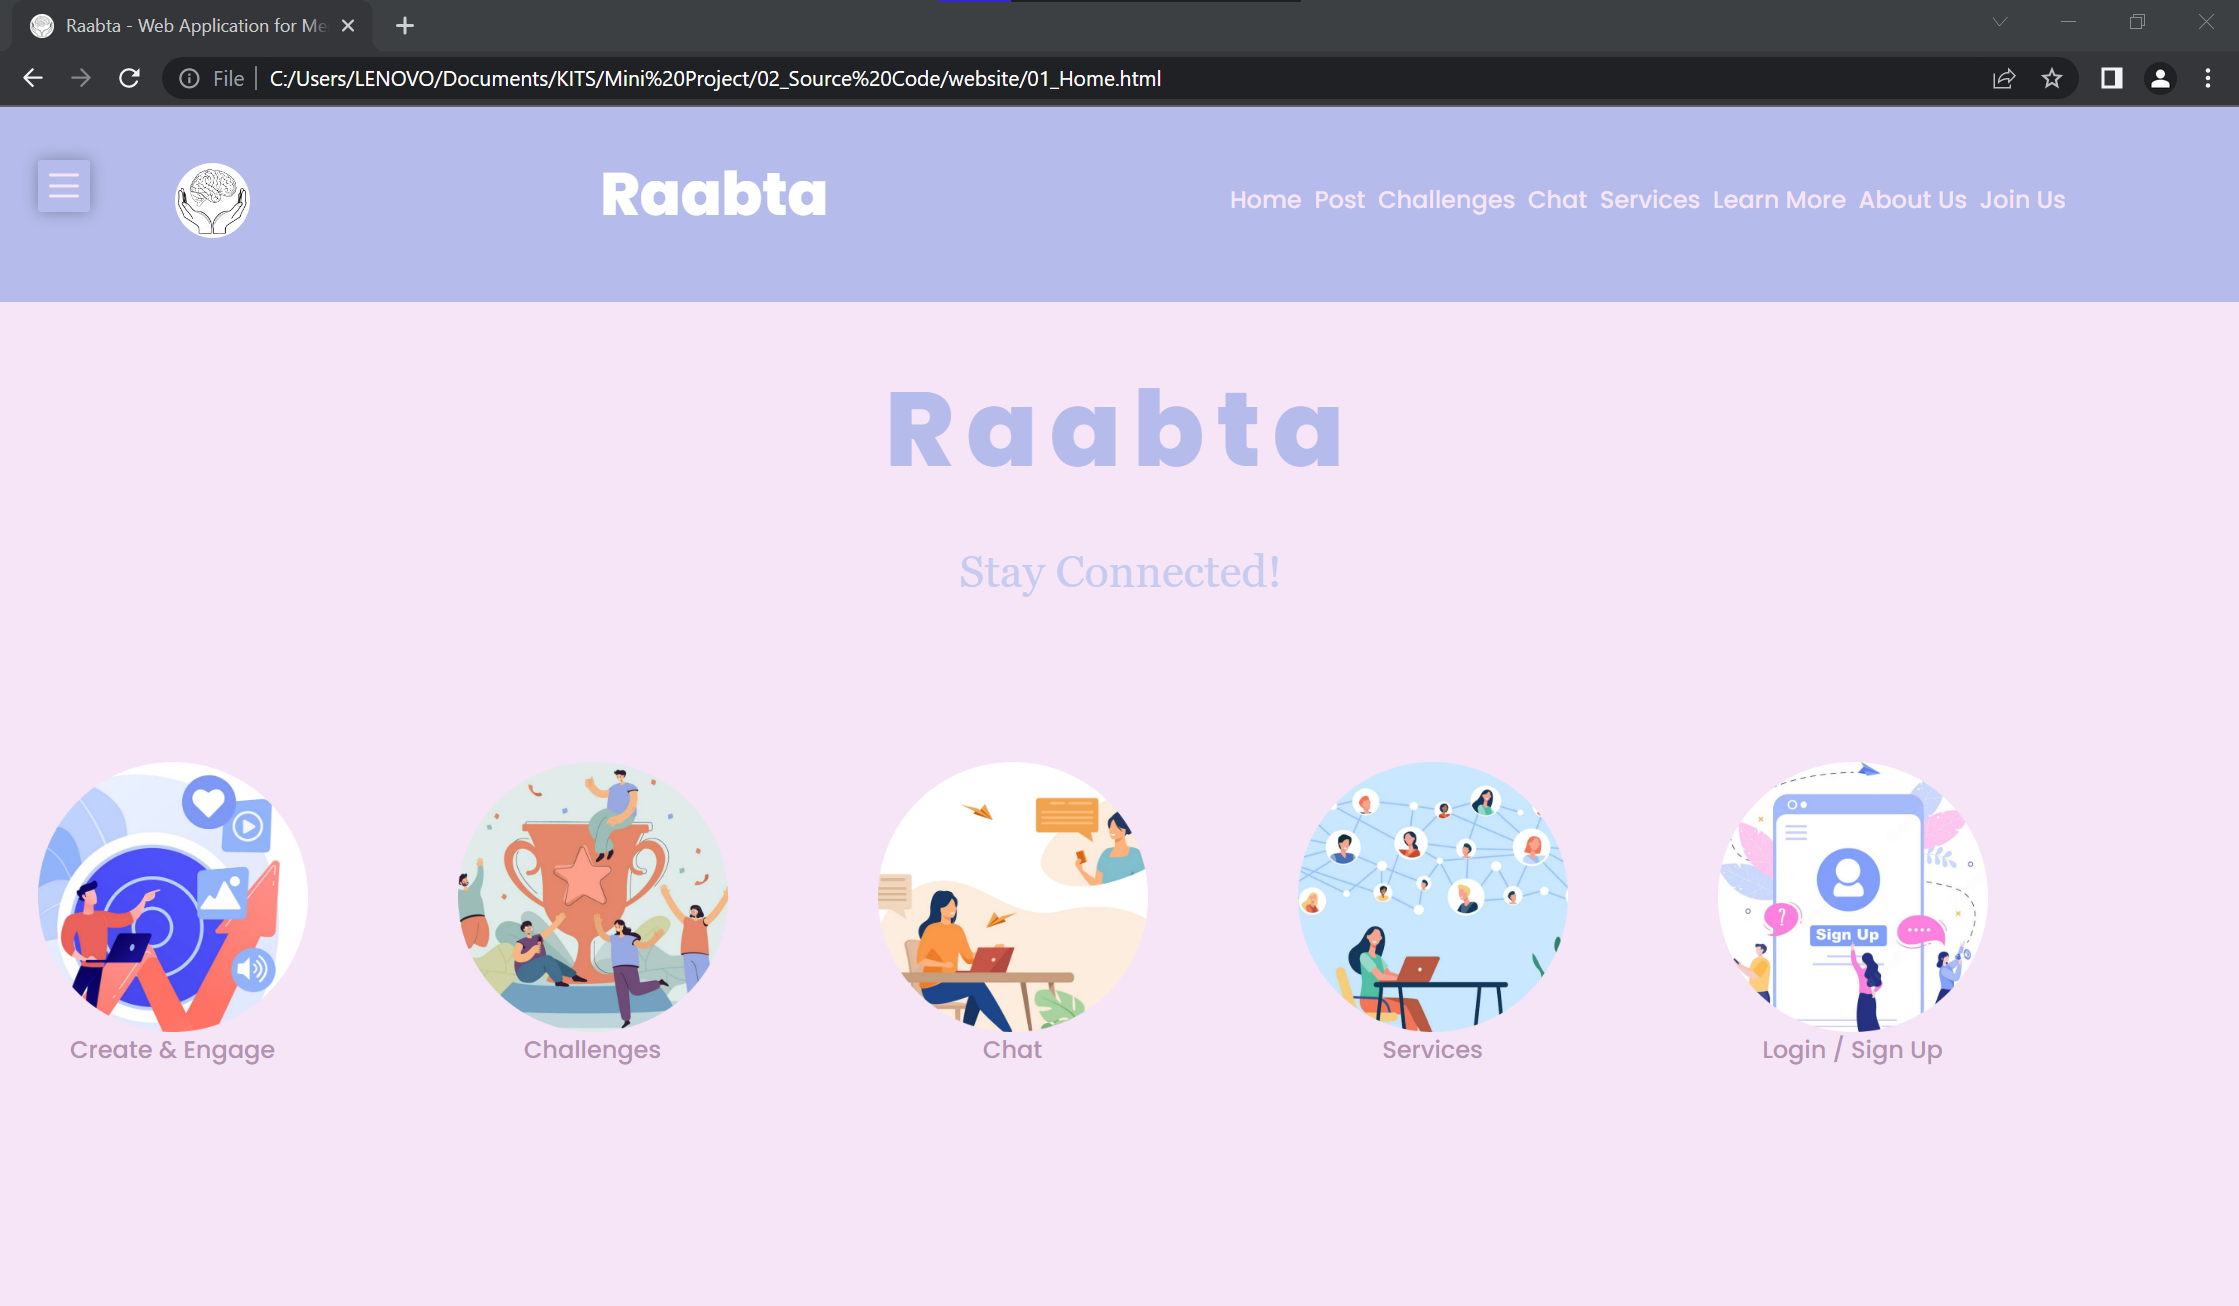 Raabta - Web Application for Me
File
C:/Users/LENOVO/Documents/KITS/Mini%20Project/02_Source%20Code/website/01_Home.html
Raabta
Home Post Challenges Chat Services Learn More About Us Join Us
Raabta
Stay Connected!
?
Sign Up
Create & Engage
Challenges
Chat
Services
Login / Sign Up